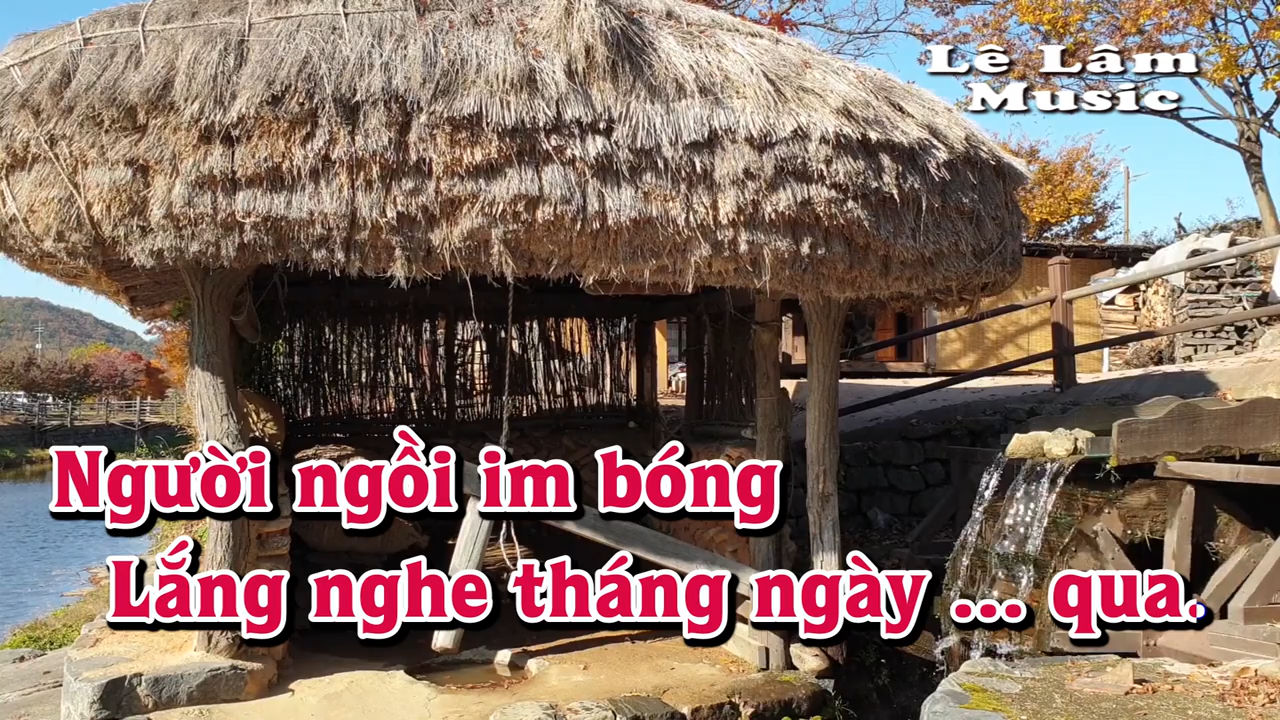 Lê Lâm
Music
Người ngồi im bóng
Lắng nghe tháng ngày ... qua.